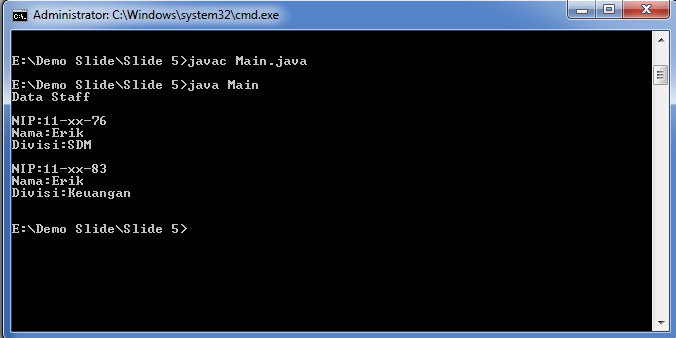 Administrator: C:\Windows\system32\cmd.exe
E:\Demo Slide\Slide 5>javac Main.java
E:\Demo Slide\Slide 5>java Main
Data Staff
NIP:11-xx-76
Nama:Erik
Divisi:SDM
NIP:11-xx-83
Nama:Erik
Divisi:Keuangan
E:\Demo Slide\Slide 5>